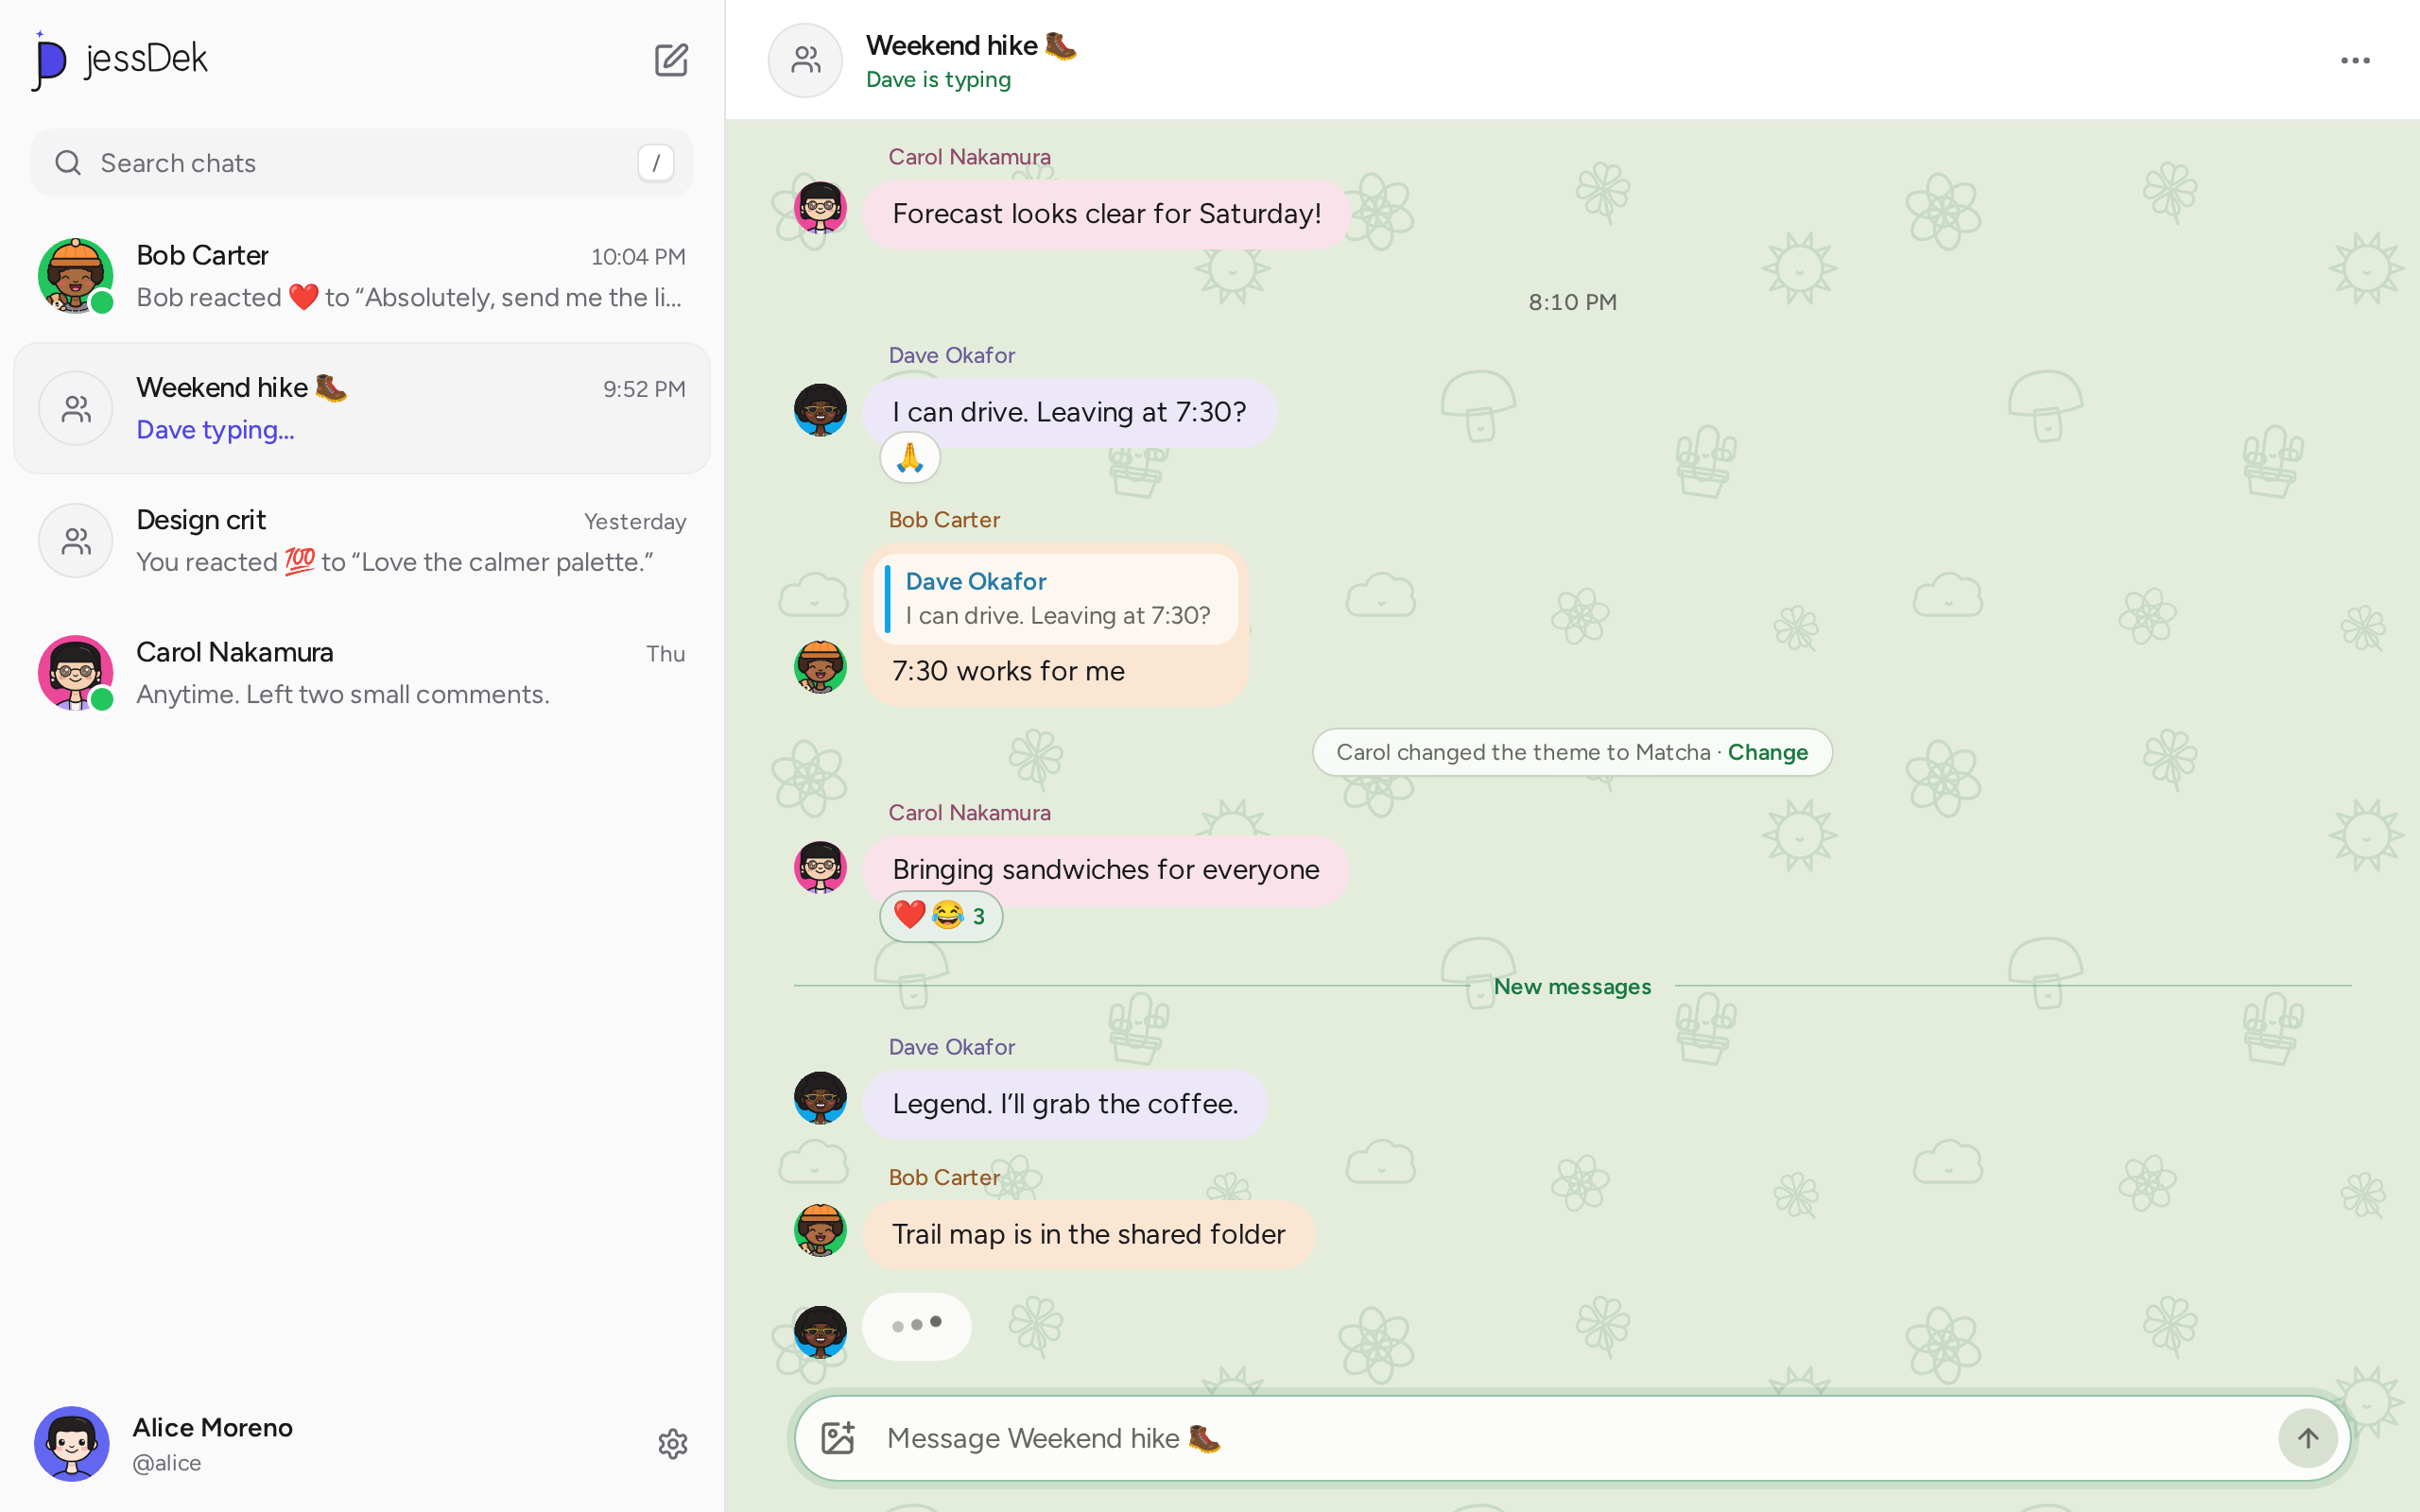 jessDek
Search chats /
Bob Carter 10:04 PM
Bob reacted ❤️ to “Absolutely, send me the li...
Weekend hike 🥾 9:52 PM
Dave typing...
Design crit Yesterday
You reacted 💯 to “Love the calmer palette.”
Carol Nakamura Thu
Anytime. Left two small comments.
Alice Moreno
@alice
Weekend hike 🥾
Dave is typing
Carol Nakamura
Forecast looks clear for Saturday!
8:10 PM
Dave Okafor
I can drive. Leaving at 7:30?
🙏
Bob Carter
Dave Okafor
I can drive. Leaving at 7:30?
7:30 works for me
Carol changed the theme to Matcha · Change
Carol Nakamura
Bringing sandwiches for everyone
❤️😂 3
New messages
Dave Okafor
Legend. I’ll grab the coffee.
Bob Carter
Trail map is in the shared folder
Message Weekend hike 🥾